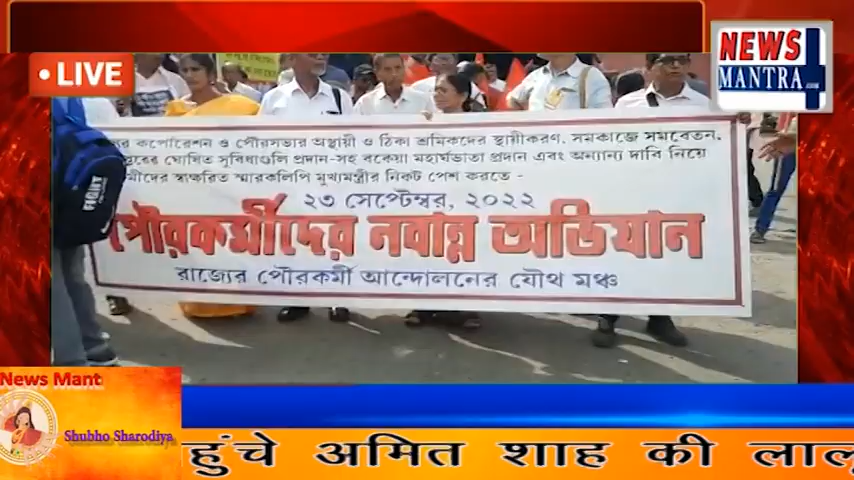 NEWS
MANTRA
.com
LIVE
কর্পোরেশন ও পৌরসভার অস্থায়ী ও ঠিকা শ্রমিকদের স্থায়ীকরণ, সমকাজে সমবেতন,
ঘোষিত সুবিধাগুলি প্রদান-সহ বকেয়া মহার্ঘভাতা প্রদান এবং অন্যান্য দাবি নিয়ে
স্বাক্ষরিত স্মারকলিপি মুখ্যমন্ত্রীর নিকট পেশ করতে -
২৩ সেপ্টেম্বর, ২০২২
পৌরকর্মীদের নবান্ন অভিযান
রাজ্যের পৌরকর্মী আন্দোলনের যৌথ মঞ্চ
FIGHT
News Mant
Shubho Sharodiya
हुंचे अमित शाह की लालू